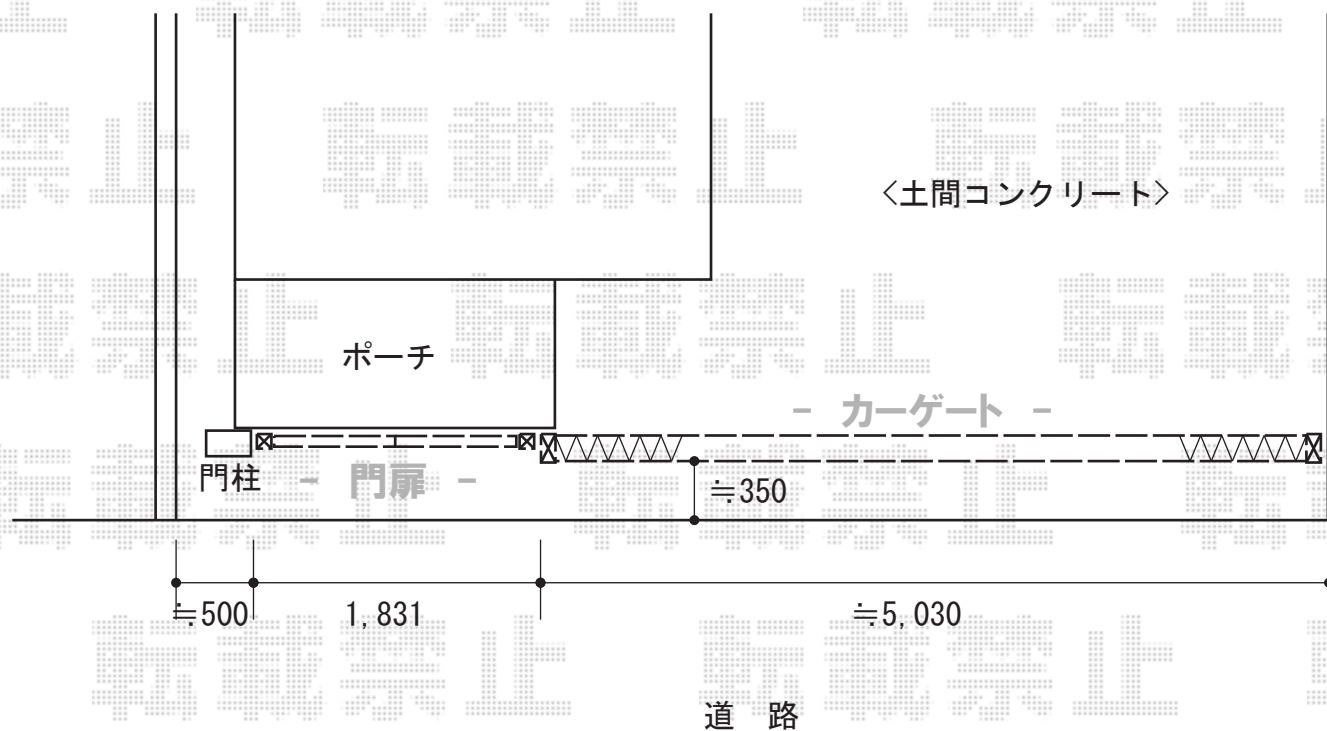 転載禁止
〈土間コンクリート〉
ポーチ
- カーゲート -
門柱
- 門扉 -
≒350
≒500
1,831
≒5,030
道 路